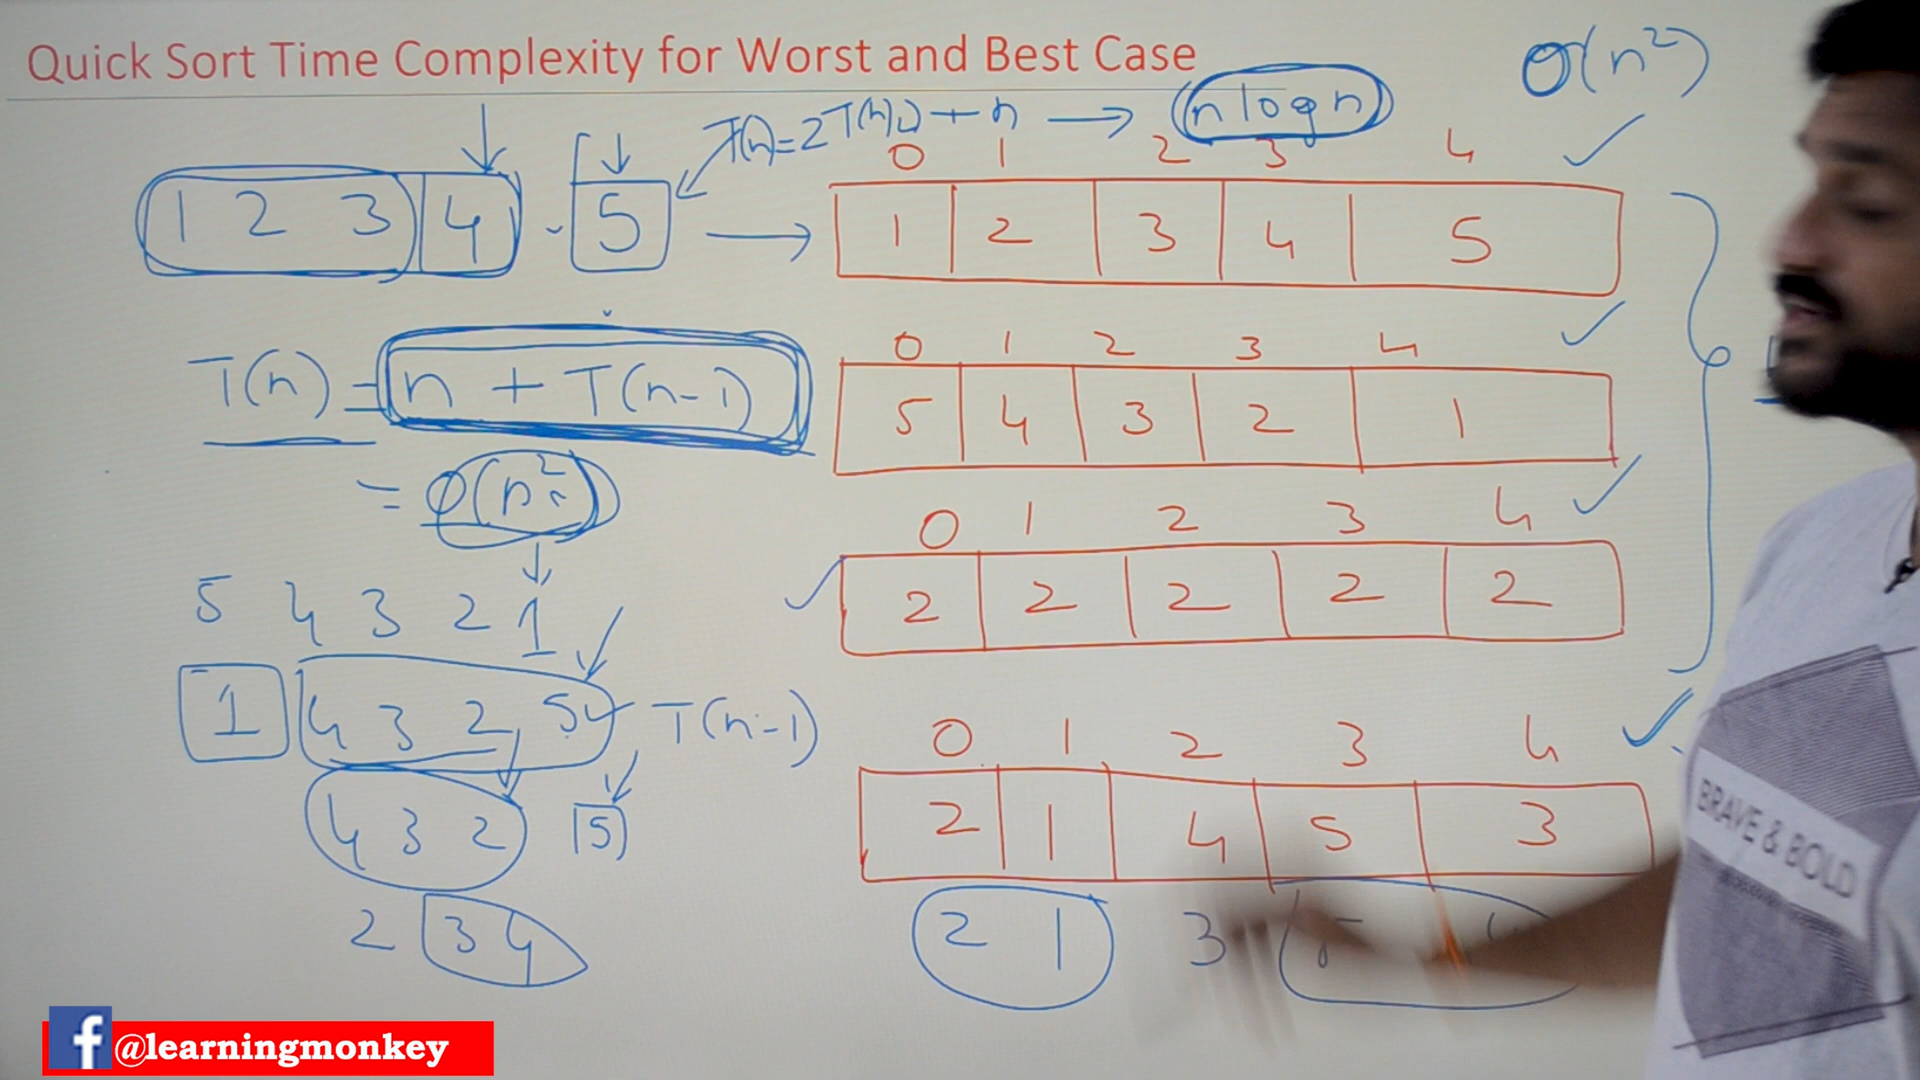 Quick Sort Time Complexity for Worst and Best Case
O(n²)
T(n)=2T(n/2)+n → n log n
0 1 2 3 4
1 2 3 4 5 → 1 2 3 4 5
T(n) = n + T(n-1)
0 1 2 3 4
5 4 3 2 1
= O(n²)
0 1 2 3 4
2 2 2 2 2
5 4 3 2 1
1 4 3 2 5 T(n-1)
0 1 2 3 4
2 1 4 5 3
4 3 2 5
2 3 4
2 1 3
BRAVE & BOLD
@learningmonkey